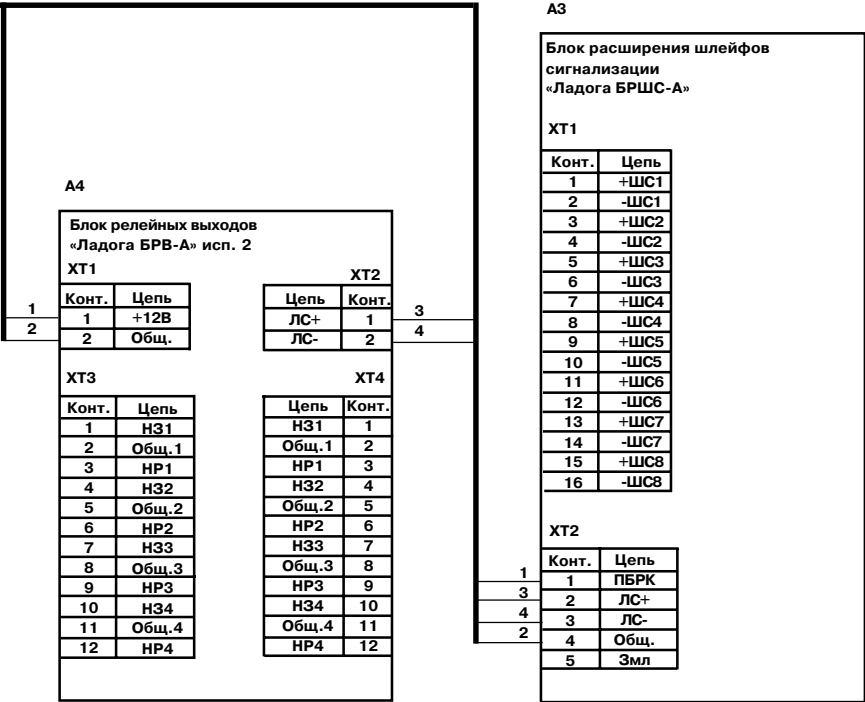 А3
Блок расширения шлейфов
сигнализации
«Ладога БРШС-А»
XT1
Конт. Цепь
1 +ШС1
2 -ШС1
3 +ШС2
4 -ШС2
5 +ШС3
6 -ШС3
7 +ШС4
8 -ШС4
9 +ШС5
10 -ШС5
11 +ШС6
12 -ШС6
13 +ШС7
14 -ШС7
15 +ШС8
16 -ШС8
XT2
Конт. Цепь
1 1 ПБРК
3 2 ЛС+
4 3 ЛС-
2 4 Общ.
5 Змл
А4
Блок релейных выходов
«Ладога БРВ-А» исп. 2
XT1
Конт. Цепь
1 1 +12В
2 2 Общ.
XT2
Цепь Конт.
ЛС+ 1 3
ЛС- 2 4
XT3
Конт. Цепь
1 НЗ1
2 Общ.1
3 НР1
4 НЗ2
5 Общ.2
6 НР2
7 НЗ3
8 Общ.3
9 НР3
10 НЗ4
11 Общ.4
12 НР4
XT4
Цепь Конт.
НЗ1 1
Общ.1 2
НР1 3
НЗ2 4
Общ.2 5
НР2 6
НЗ3 7
Общ.3 8
НР3 9
НЗ4 10
Общ.4 11
НР4 12